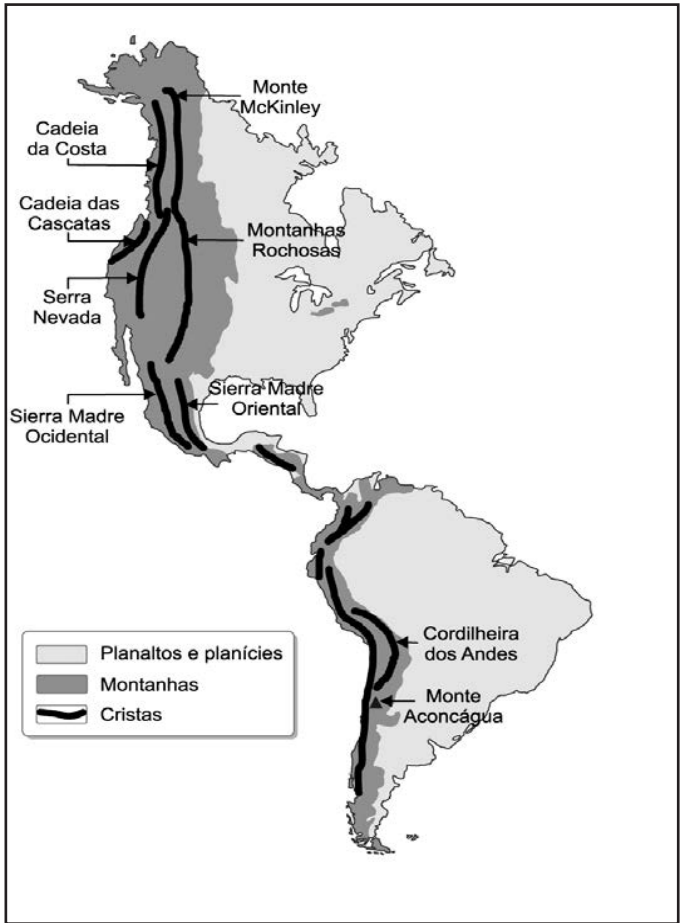 Monte
McKinley
Cadeia
da Costa
Cadeia das
Cascatas
Montanhas
Rochosas
Serra
Nevada
Sierra Madre
Oriental
Sierra Madre
Ocidental
Cordilheira
dos Andes
Monte
Aconcágua
Planaltos e planícies
Montanhas
Cristas